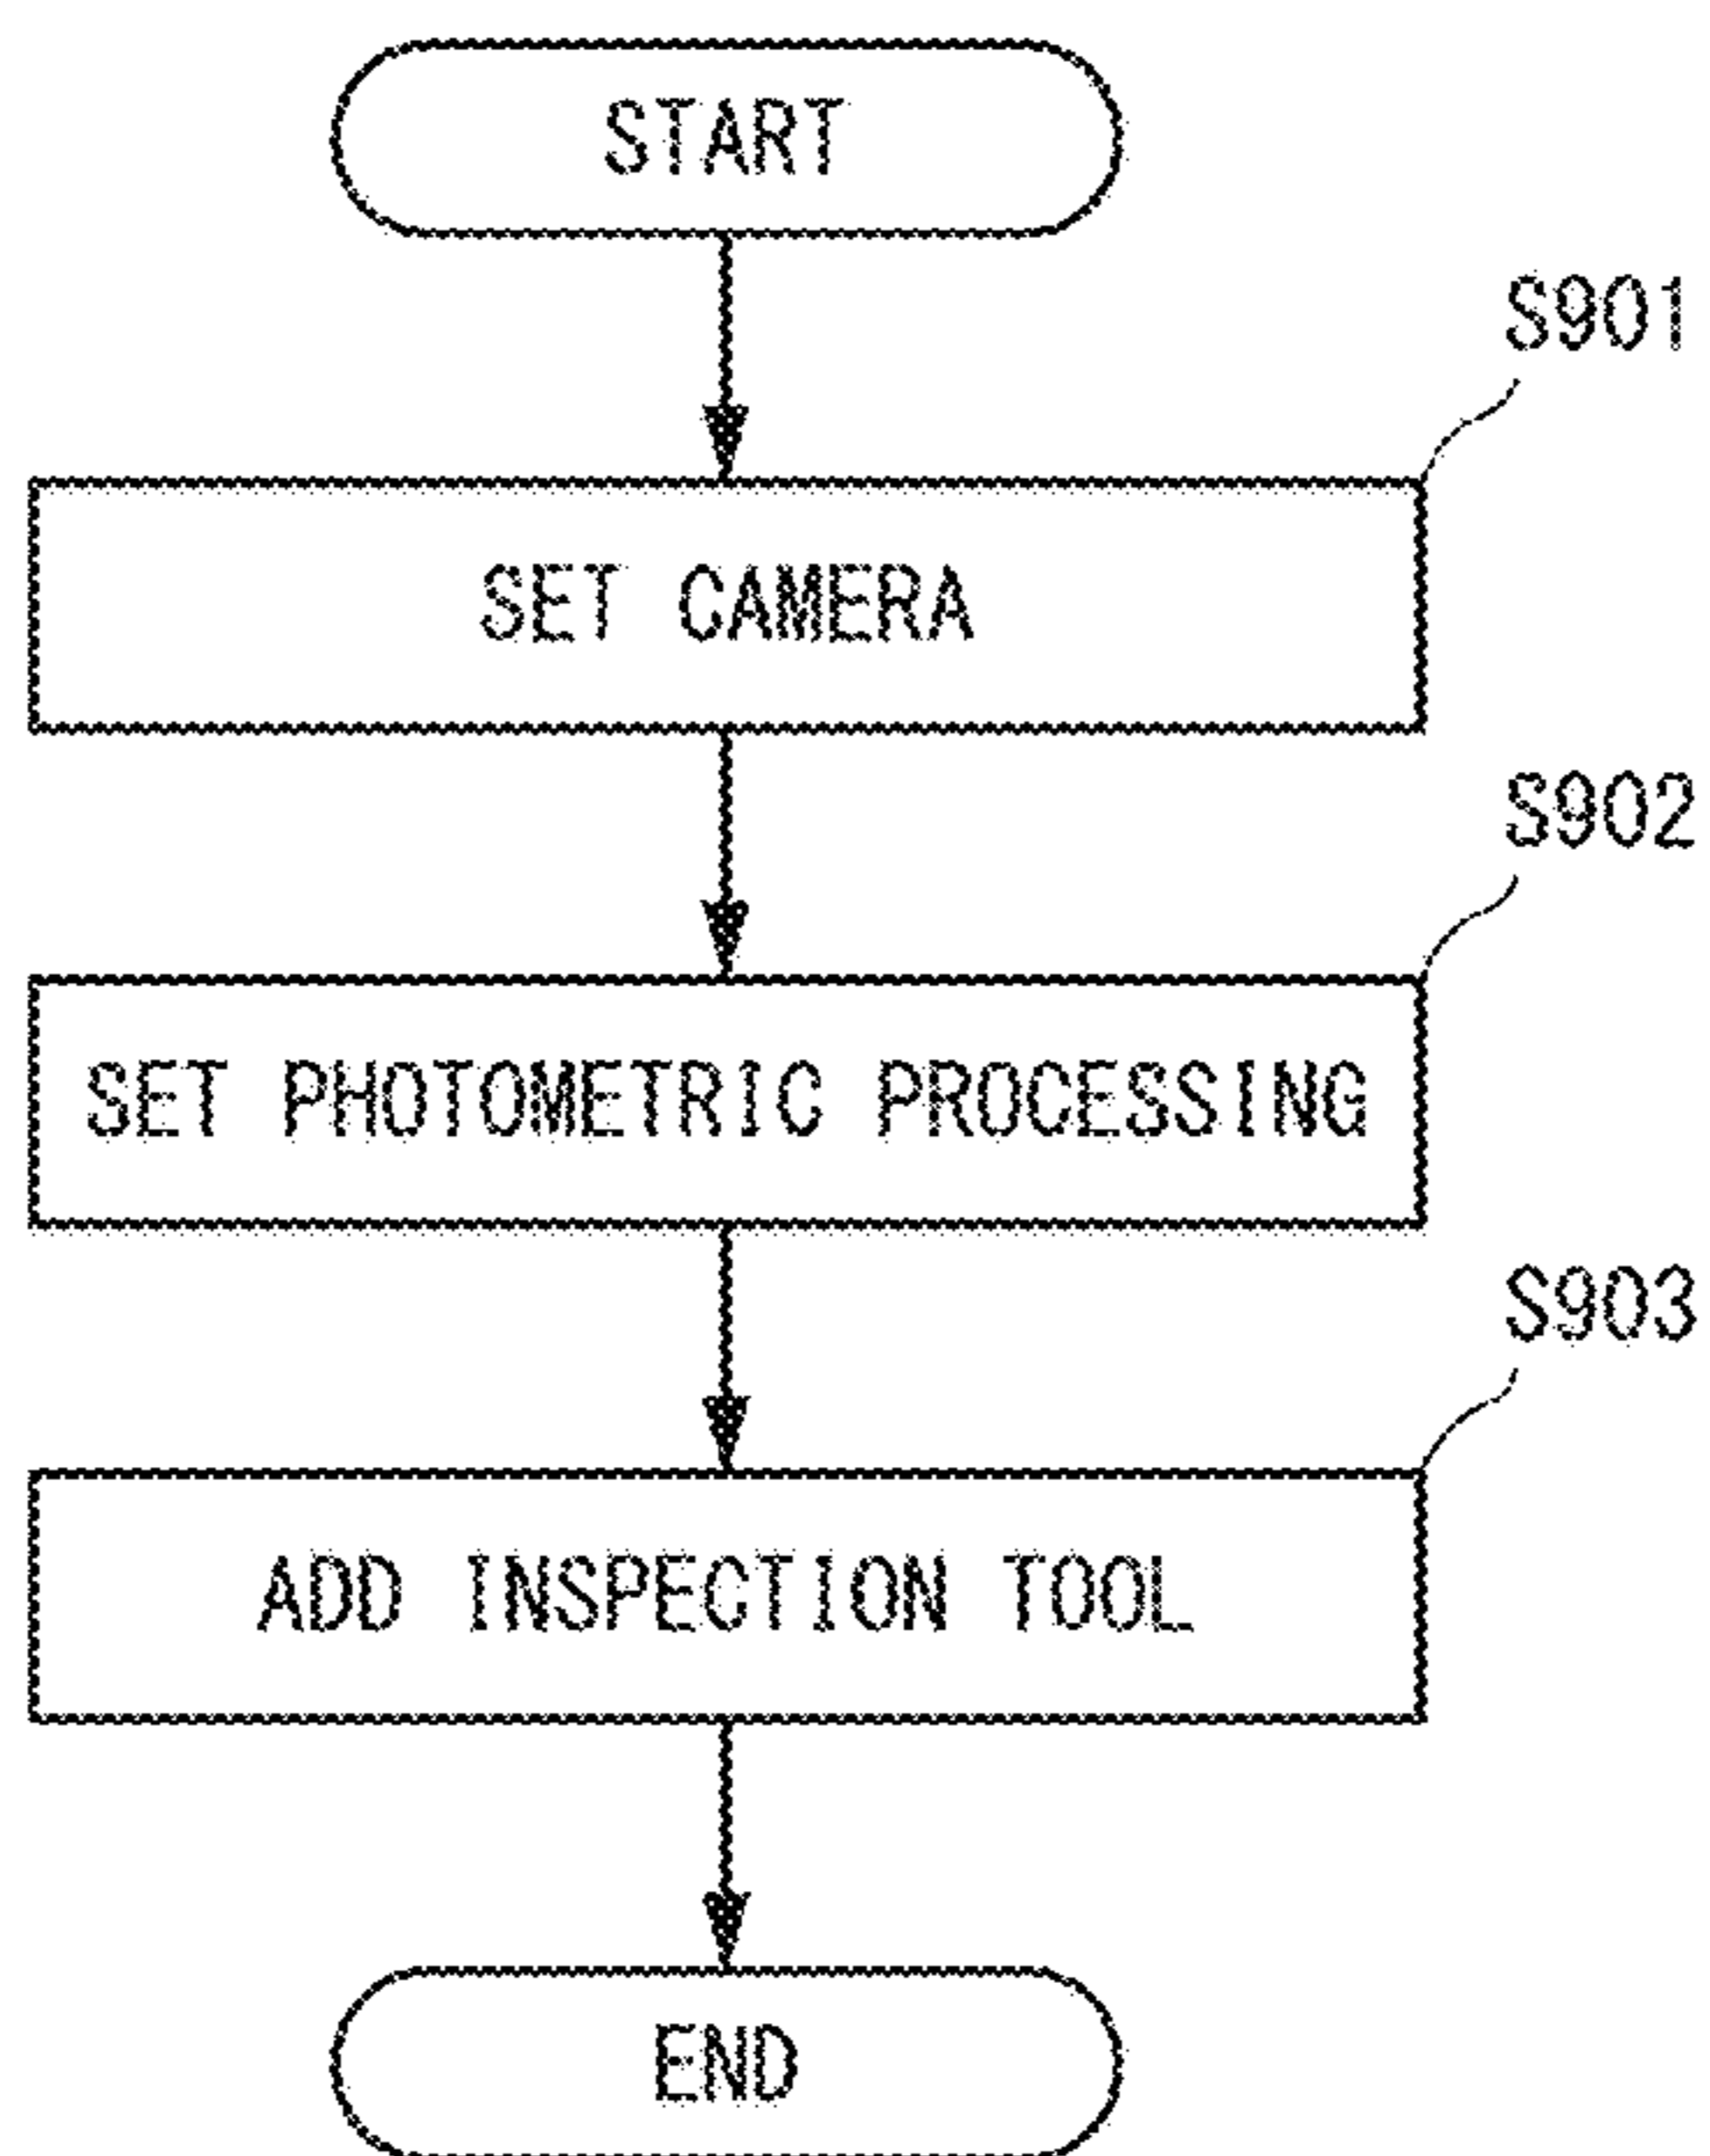 START
S901
SET CAMERA
S902
SET PHOTOMETRIC PROCESSING
S903
ADD INSPECTION TOOL
END